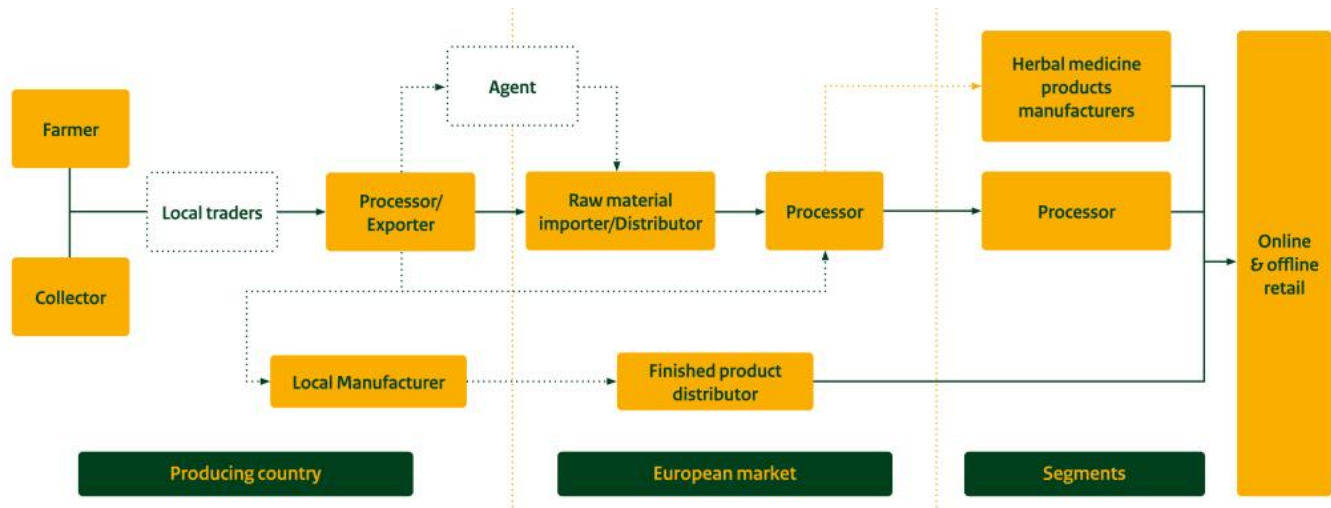 Farmer
Collector
Local traders
Processor/
Exporter
Agent
Raw material
importer/Distributor
Processor
Herbal medicine
products
manufacturers
Processor
Online
& offline
retail
Local Manufacturer
Finished product
distributor
Producing country
European market
Segments